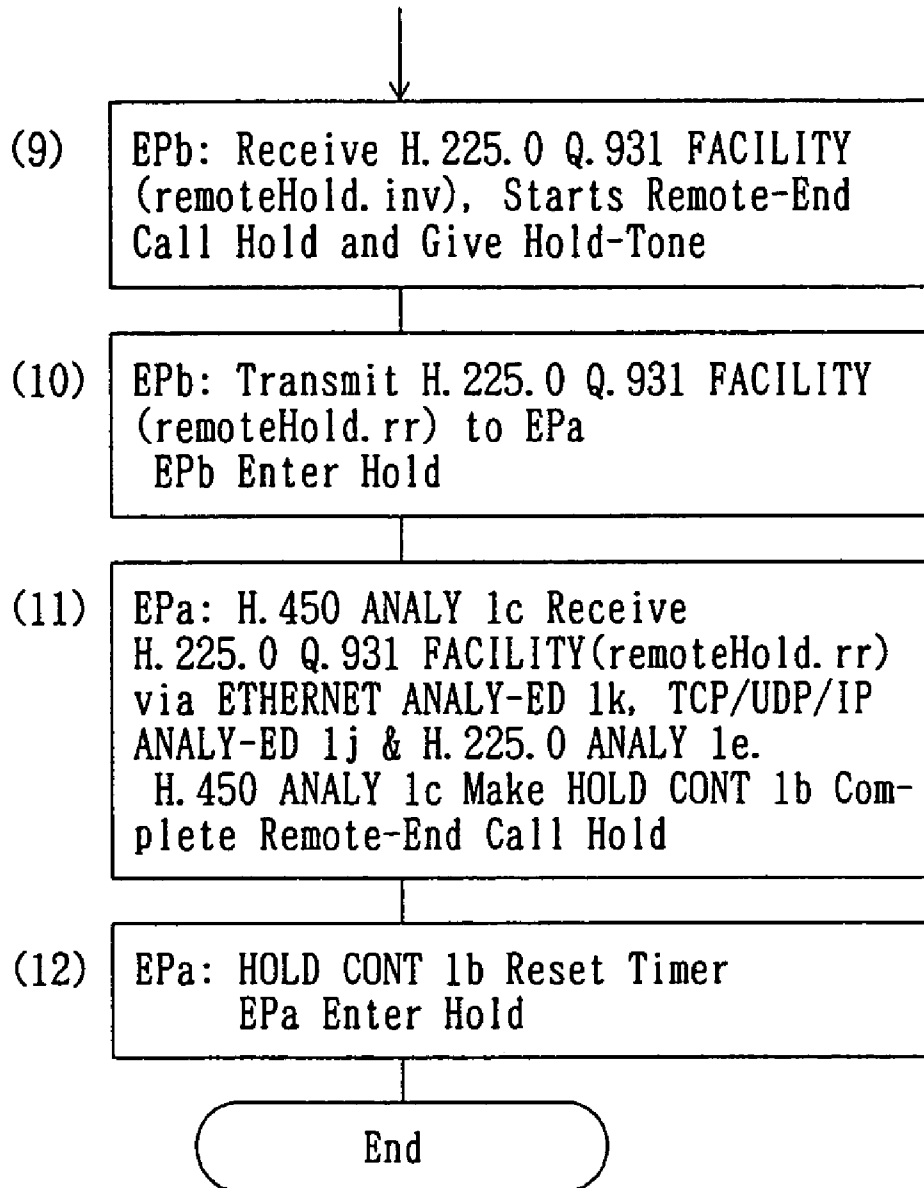 (9) EPb: Receive H.225.0 Q.931 FACILITY
(remoteHold.inv), Starts Remote-End
Call Hold and Give Hold-Tone
(10) EPb: Transmit H.225.0 Q.931 FACILITY
(remoteHold.rr) to EPa
EPb Enter Hold
(11) EPa: H.450 ANALY 1c Receive
H.225.0 Q.931 FACILITY(remoteHold.rr)
via ETHERNET ANALY-ED 1k, TCP/UDP/IP
ANALY-ED 1j & H.225.0 ANALY 1e.
H.450 ANALY 1c Make HOLD CONT 1b Com-
plete Remote-End Call Hold
(12) EPa: HOLD CONT 1b Reset Timer
EPa Enter Hold
End